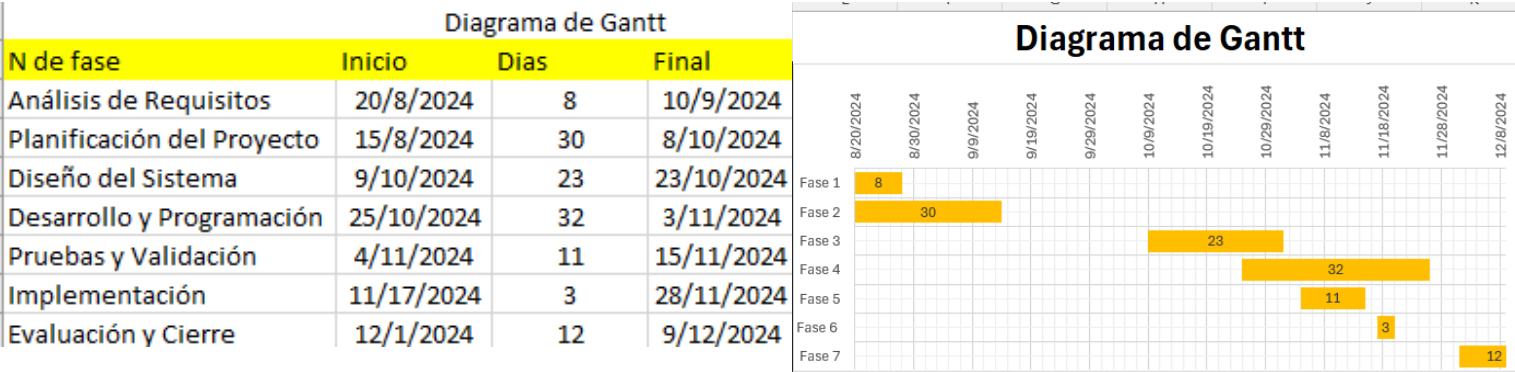 Diagrama de Gantt
N de fase Inicio Dias Final
Análisis de Requisitos 20/8/2024 8 10/9/2024
Planificación del Proyecto 15/8/2024 30 8/10/2024
Diseño del Sistema 9/10/2024 23 23/10/2024
Desarrollo y Programación 25/10/2024 32 3/11/2024
Pruebas y Validación 4/11/2024 11 15/11/2024
Implementación 11/17/2024 3 28/11/2024
Evaluación y Cierre 12/1/2024 12 9/12/2024
Diagrama de Gantt
8/20/2024 8/30/2024 9/9/2024 9/19/2024 9/29/2024 10/9/2024 10/19/2024 10/29/2024 11/8/2024 11/18/2024 11/28/2024 12/8/2024
Fase 1 8
Fase 2 30
Fase 3 23
Fase 4 32
Fase 5 11
Fase 6 3
Fase 7 12